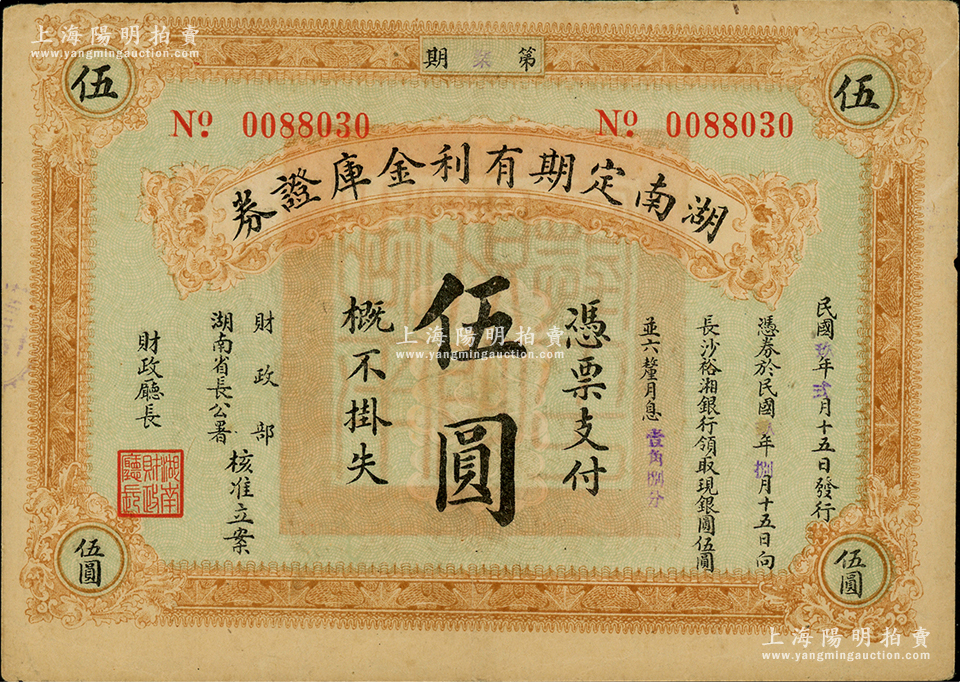 上海陽明拍賣
www.yangmingauction.com
第柒期
伍
伍
No. 0088030
No. 0088030
湖南定期有利金庫證券
民國年月十五日發行
憑券於民國年捌月十五日向
長沙裕湘銀行領取現銀圓伍圓
並六釐月息壹角捌分
憑票支付
伍圓
概不掛失
財政部
湖南省長公署
核准立案
財政廳長
湖南財政廳長
伍圓
伍圓
上海陽明拍賣
www.yangmingauction.com
上海陽明拍賣
www.yangmingauction.com